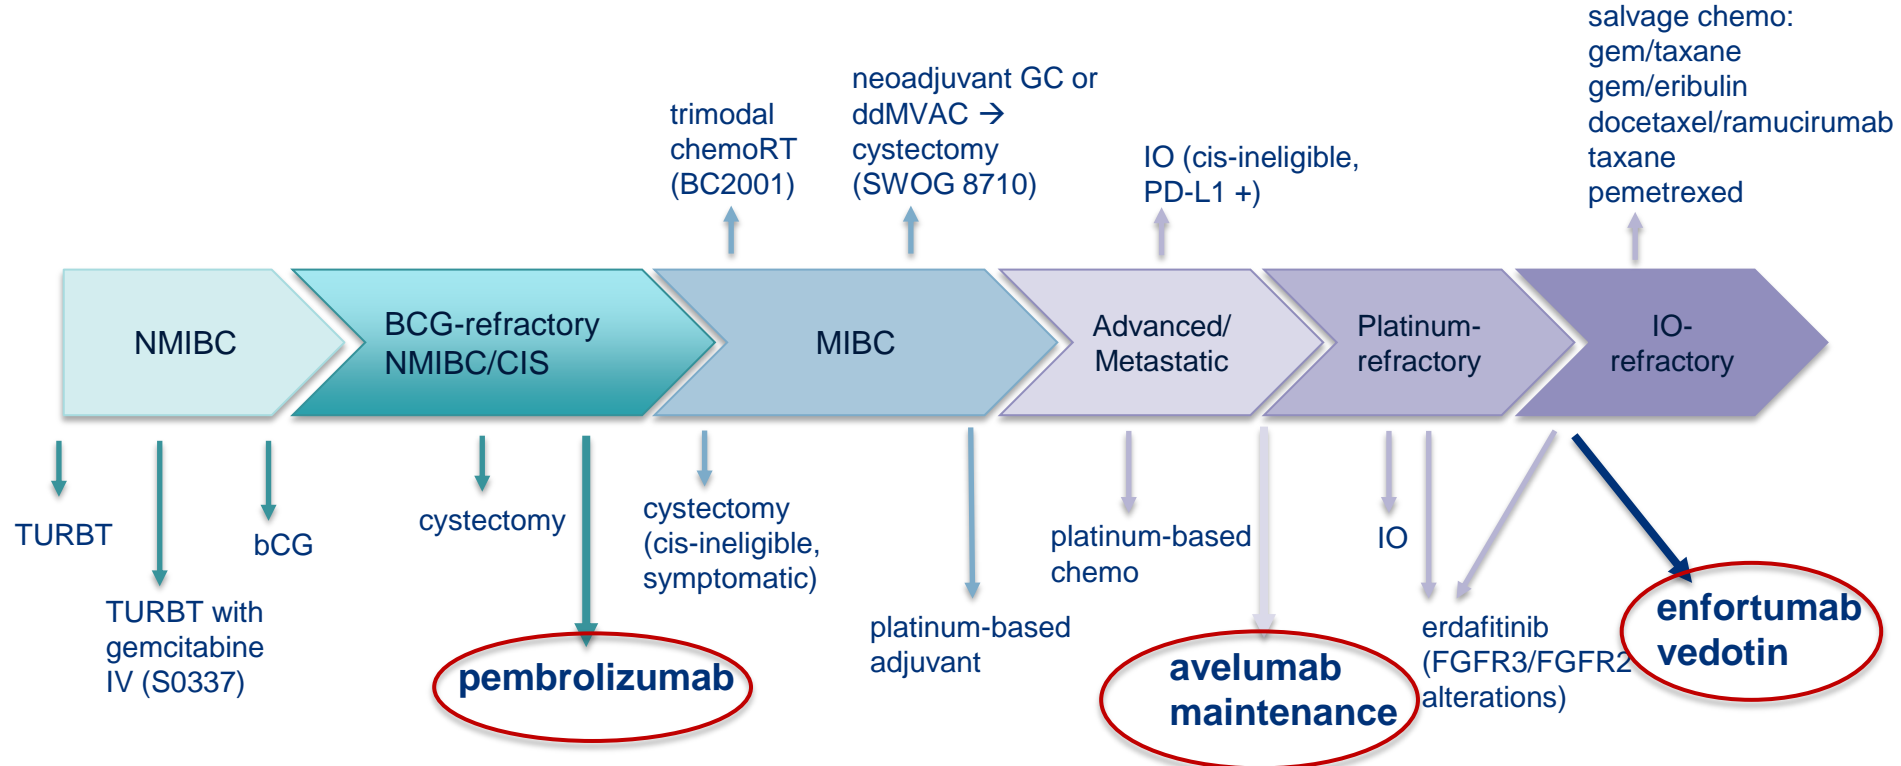 salvage chemo:
gem/taxane
gem/eribulin
docetaxel/ramucirumab
taxane
pemetrexed
neoadjuvant GC or
ddMVAC →
cystectomy
(SWOG 8710)
trimodal
chemoRT
(BC2001)
IO (cis-ineligible,
PD-L1 +)
NMIBC
BCG-refractory
NMIBC/CIS
MIBC
Advanced/
Metastatic
Platinum-
refractory
IO-
refractory
TURBT
TURBT with
gemcitabine
IV (S0337)
bCG
cystectomy
pembrolizumab
cystectomy
(cis-ineligible,
symptomatic)
platinum-based
adjuvant
platinum-based
chemo
avelumab
maintenance
IO
erdafitinib
(FGFR3/FGFR2
alterations)
enfortumab
vedotin